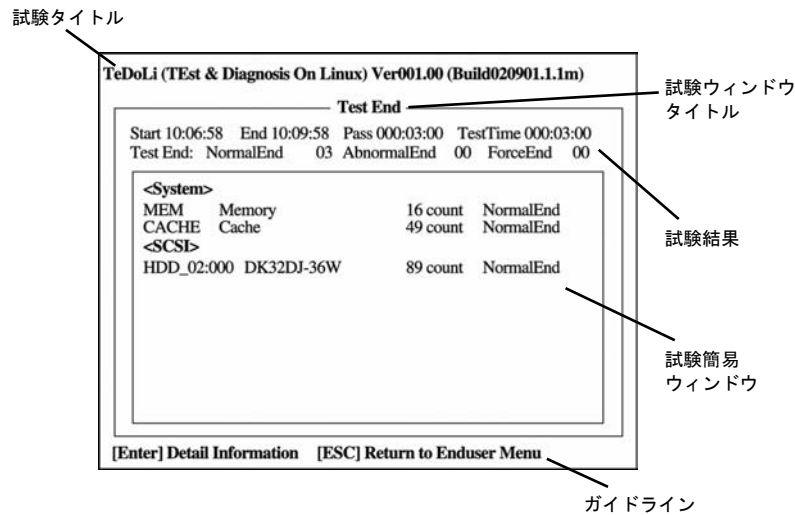 試験タイトル
TeDoLi (TEst & Diagnosis On Linux) Ver001.00 (Build020901.1.1m)
試験ウィンドウ
タイトル
Test End
Start 10:06:58 End 10:09:58 Pass 000:03:00 TestTime 000:03:00
Test End: NormalEnd 03 AbnormalEnd 00 ForceEnd 00
<System>
MEM Memory 16 count NormalEnd
CACHE Cache 49 count NormalEnd
<SCSI>
HDD_02:000 DK32DJ-36W 89 count NormalEnd
試験結果
試験簡易
ウィンドウ
[Enter] Detail Information [ESC] Return to Enduser Menu
ガイドライン